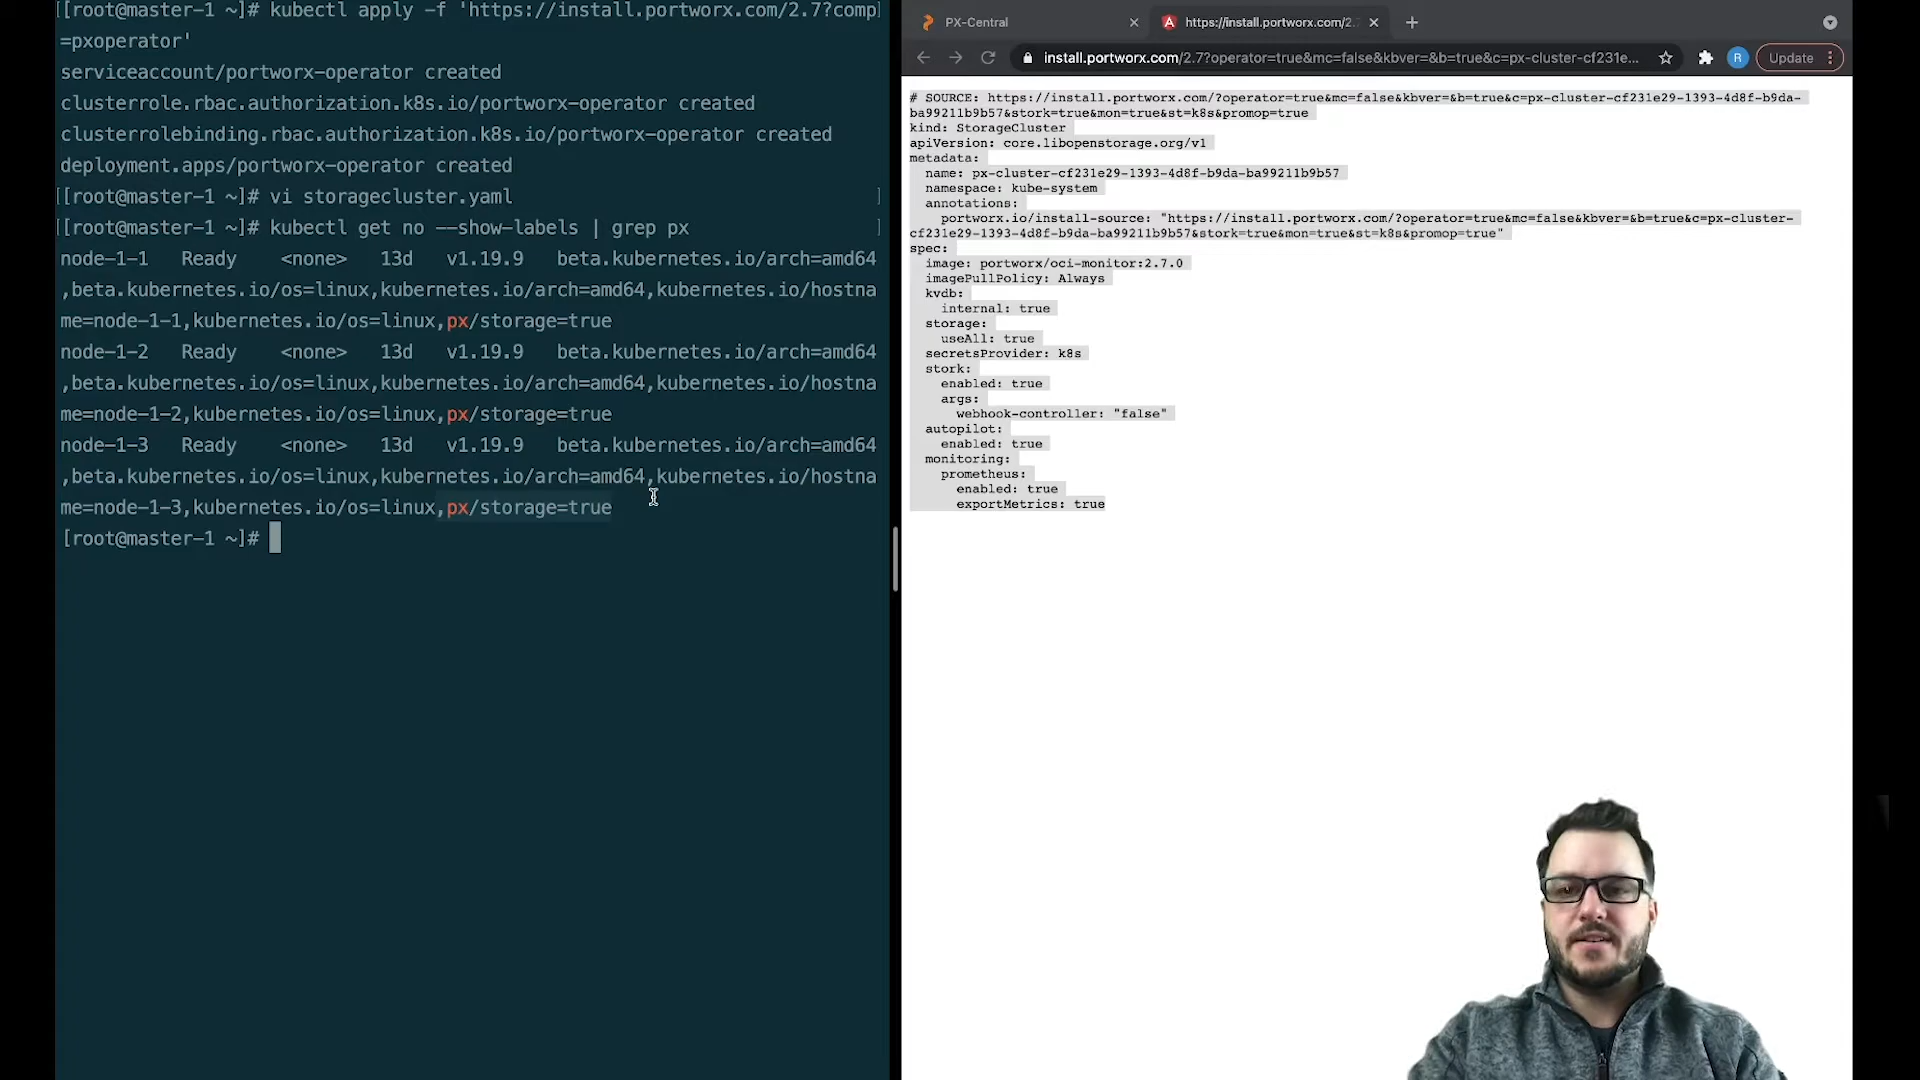 [[root@master-1 ~]# kubectl apply -f 'https://install.portworx.com/2.7?comp]
=pxoperator'
serviceaccount/portworx-operator created
clusterrole.rbac.authorization.k8s.io/portworx-operator created
clusterrolebinding.rbac.authorization.k8s.io/portworx-operator created
deployment.apps/portworx-operator created
[[root@master-1 ~]# vi storagecluster.yaml ]
[[root@master-1 ~]# kubectl get no --show-labels | grep px ]
node-1-1 Ready <none> 13d v1.19.9 beta.kubernetes.io/arch=amd64
,beta.kubernetes.io/os=linux,kubernetes.io/arch=amd64,kubernetes.io/hostna
me=node-1-1,kubernetes.io/os=linux,px/storage=true
node-1-2 Ready <none> 13d v1.19.9 beta.kubernetes.io/arch=amd64
,beta.kubernetes.io/os=linux,kubernetes.io/arch=amd64,kubernetes.io/hostna
me=node-1-2,kubernetes.io/os=linux,px/storage=true
node-1-3 Ready <none> 13d v1.19.9 beta.kubernetes.io/arch=amd64
,beta.kubernetes.io/os=linux,kubernetes.io/arch=amd64,kubernetes.io/hostna
me=node-1-3,kubernetes.io/os=linux,px/storage=true
[root@master-1 ~]#
PX-Central
https://install.portworx.com/2.
install.portworx.com/2.7?operator=true&mc=false&kbver=&b=true&c=px-cluster-cf231e...
R
Update
# SOURCE: https://install.portworx.com/?operator=true&mc=false&kbver=&b=true&c=px-cluster-cf231e29-1393-4d8f-b9da-
ba99211b9b57&stork=true&mon=true&st=k8s&promop=true
kind: StorageCluster
apiVersion: core.libopenstorage.org/v1
metadata:
name: px-cluster-cf231e29-1393-4d8f-b9da-ba99211b9b57
namespace: kube-system
annotations:
portworx.io/install-source: "https://install.portworx.com/?operator=true&mc=false&kbver=&b=true&c=px-cluster-
cf231e29-1393-4d8f-b9da-ba99211b9b57&stork=true&mon=true&st=k8s&promop=true"
spec:
image: portworx/oci-monitor:2.7.0
imagePullPolicy: Always
kvdb:
internal: true
storage:
useAll: true
secretsProvider: k8s
stork:
enabled: true
args:
webhook-controller: "false"
autopilot:
enabled: true
monitoring:
prometheus:
enabled: true
exportMetrics: true